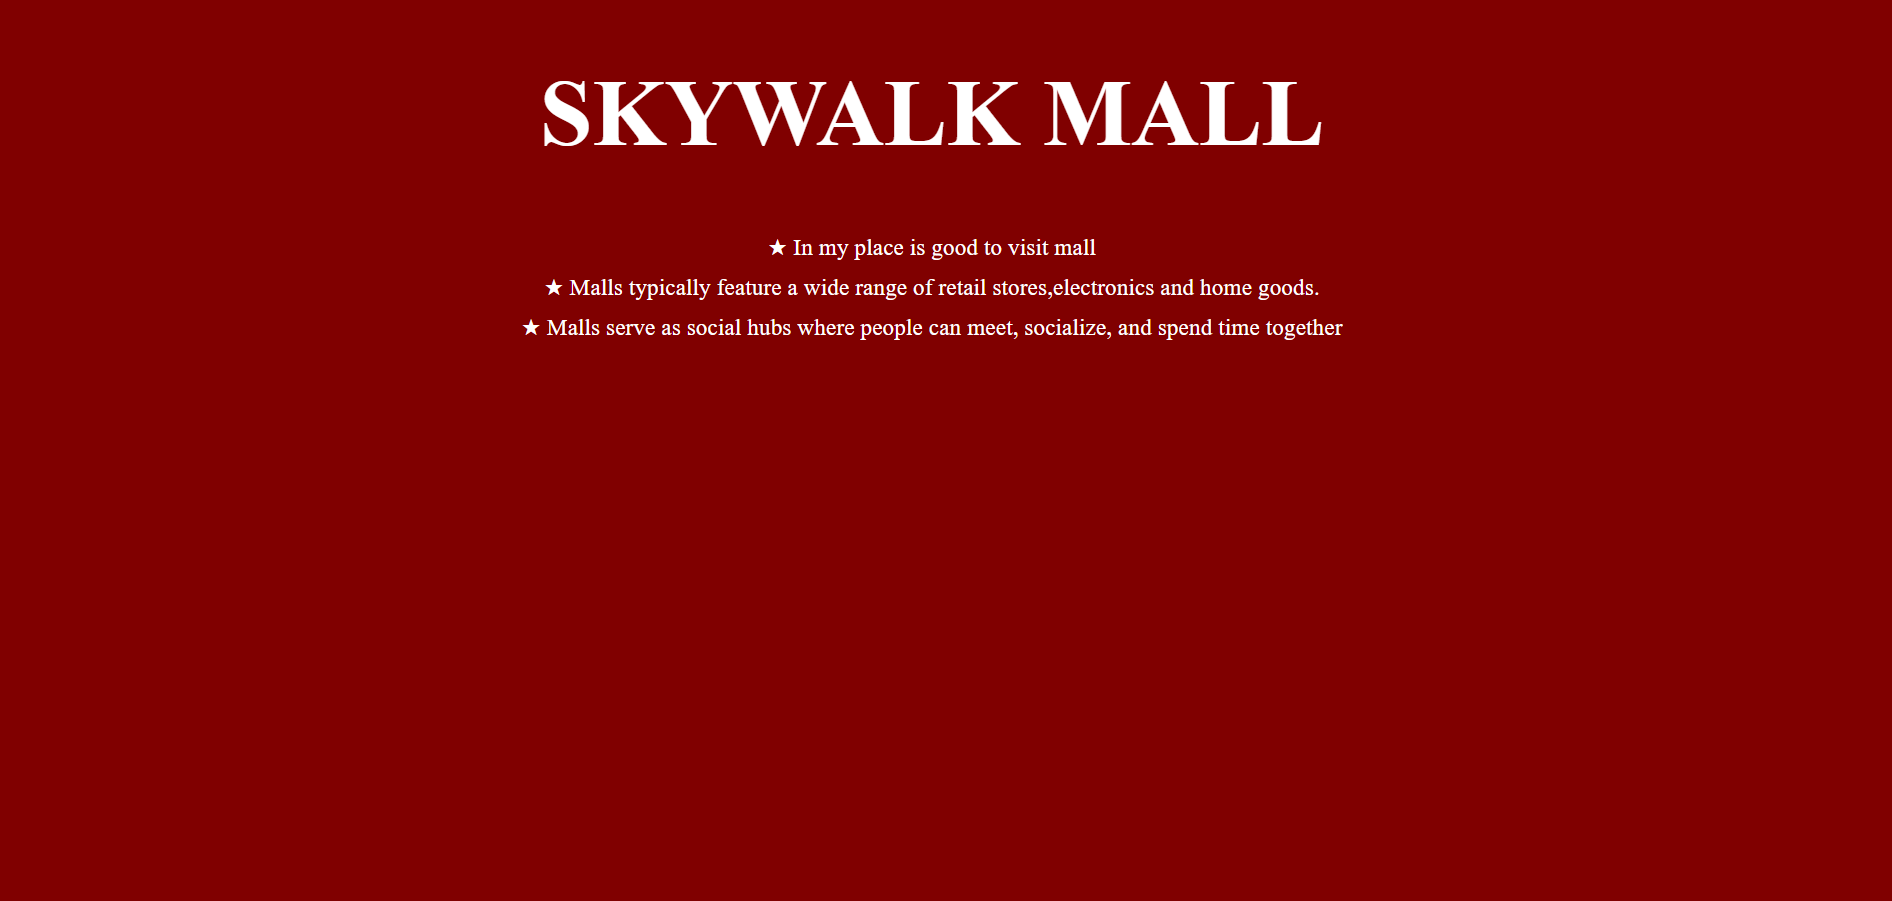 SKYWALK MALL
★ In my place is good to visit mall
★ Malls typically feature a wide range of retail stores,electronics and home goods.
★ Malls serve as social hubs where people can meet, socialize, and spend time together